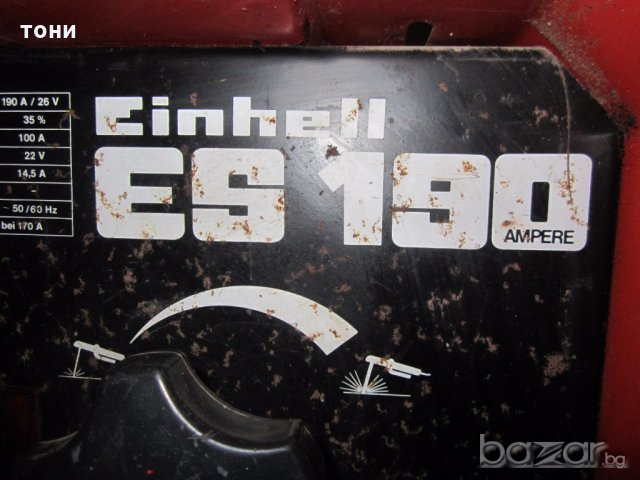 тони
190 A / 26 V
35 %
100 A
22 V
14,5 A
~ 50/60 Hz
bei 170 A
Einhell
ES 190
AMPERE
bazar.bg